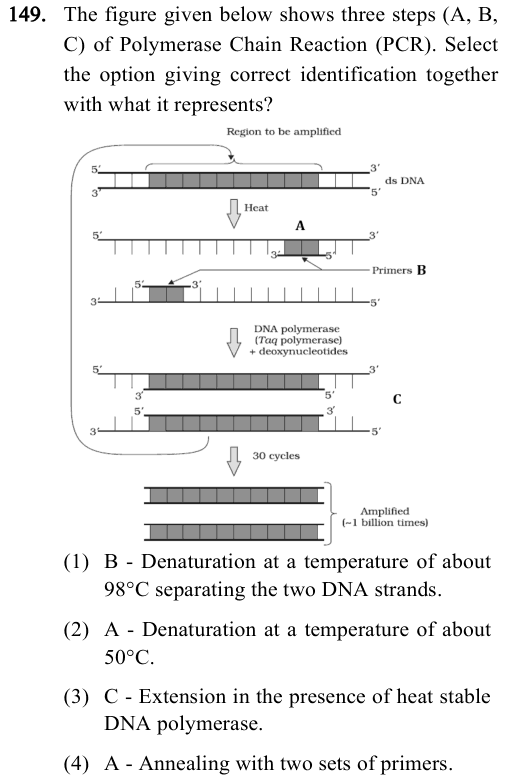 149. The figure given below shows three steps (A, B,
C) of Polymerase Chain Reaction (PCR). Select
the option giving correct identification together
with what it represents?
Region to be amplified
5′ 3′
ds DNA
3′ 5′
Heat
A
5′ 3′
3′ 5′
Primers B
5′ 3′
3′ 5′
DNA polymerase
(Taq polymerase)
+ deoxynucleotides
5′ 3′
3′ 5′
C
5′ 3′
3′ 5′
30 cycles
Amplified
(~1 billion times)
(1) B - Denaturation at a temperature of about
98°C separating the two DNA strands.
(2) A - Denaturation at a temperature of about
50°C.
(3) C - Extension in the presence of heat stable
DNA polymerase.
(4) A - Annealing with two sets of primers.